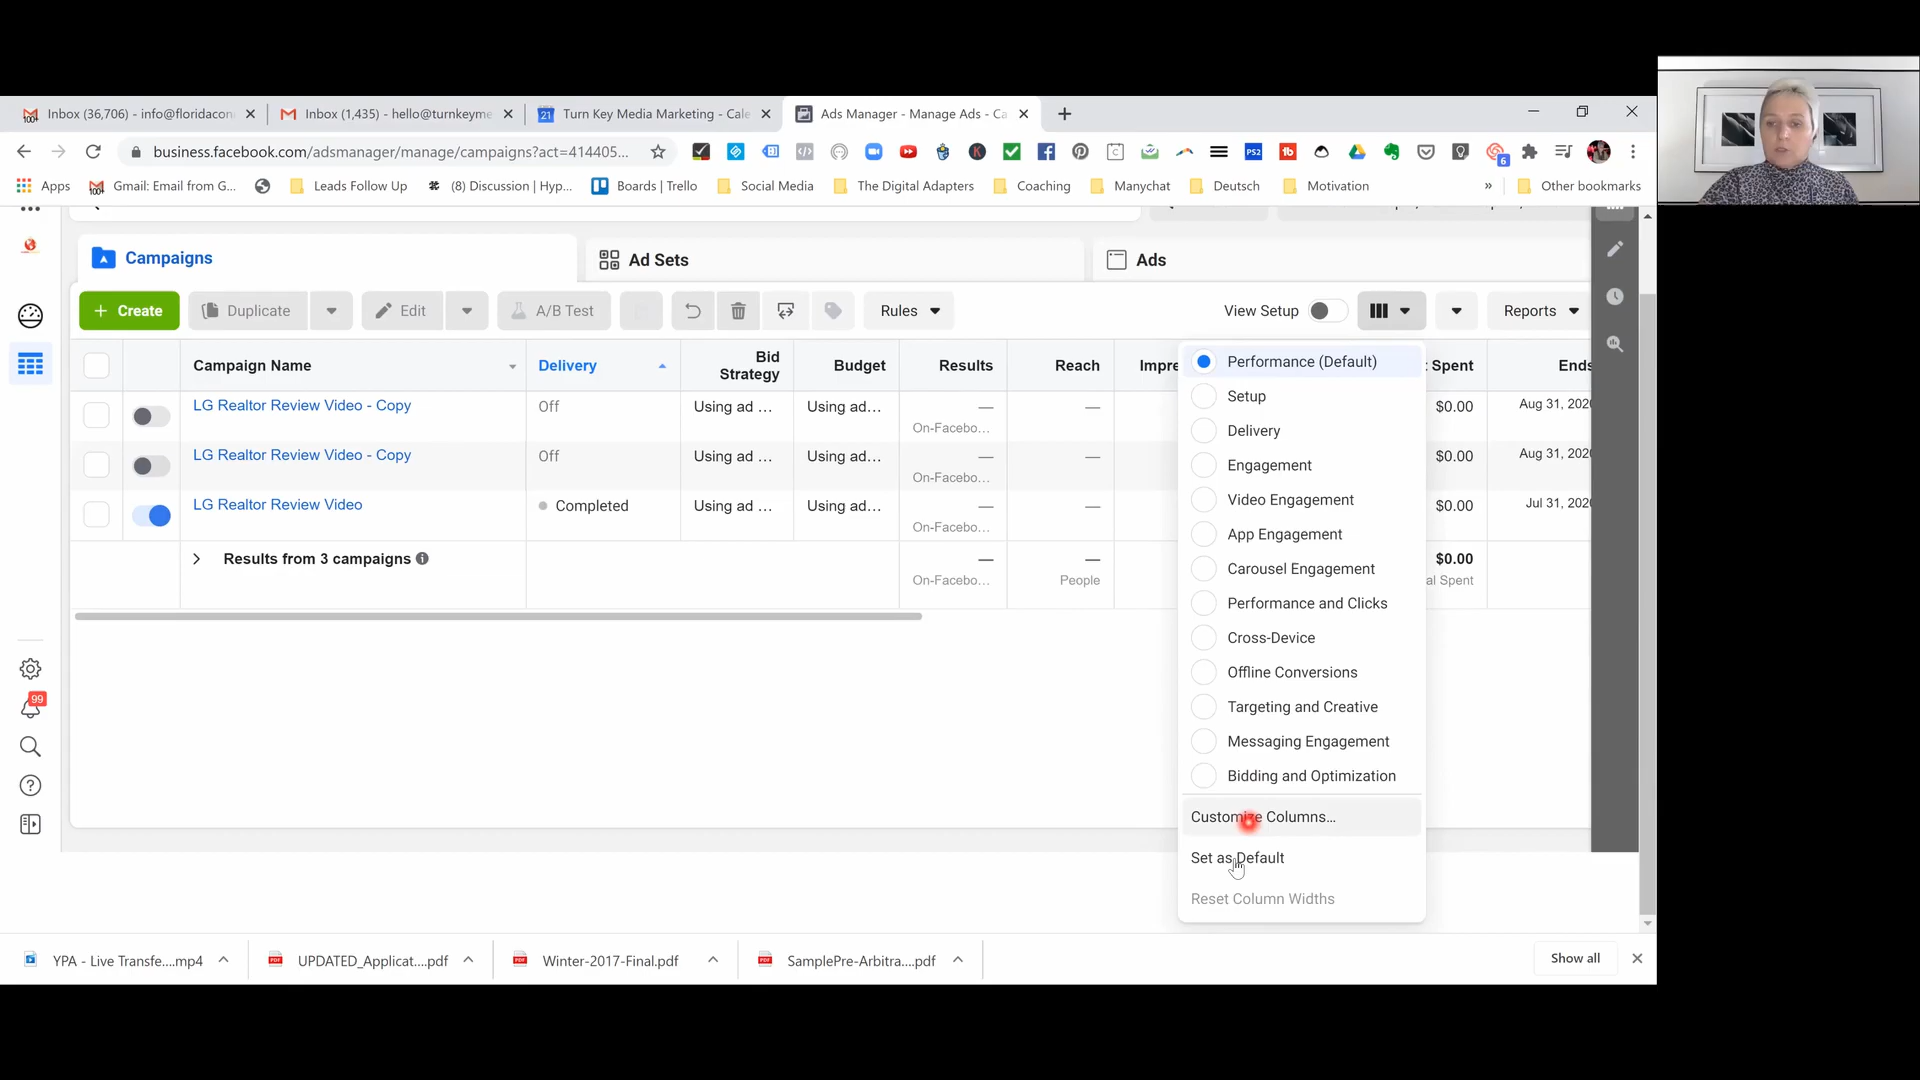 Inbox (36,706) - info@floridacon
Inbox (1,435) - hello@turnkeyme
21
Turn Key Media Marketing - Cale
Ads Manager - Manage Ads - Ca
business.facebook.com/adsmanager/manage/campaigns?act=414405...
PS2
tb
6
Apps
Gmail: Email from G...
Leads Follow Up
(8) Discussion | Hyp...
Boards | Trello
Social Media
The Digital Adapters
Coaching
Manychat
Deutsch
Motivation
»
Other bookmarks
Campaigns
Ad Sets
Ads
+ Create
Duplicate
Edit
A/B Test
Rules
View Setup
Reports
Campaign Name
Delivery
Bid
Strategy
Budget
Results
Reach
Impre
Spent
Ends
LG Realtor Review Video - Copy
Off
Using ad ...
Using ad...
—
On-Facebo...
—
$0.00
Aug 31, 202
LG Realtor Review Video - Copy
Off
Using ad ...
Using ad...
—
On-Facebo...
—
$0.00
Aug 31, 202
LG Realtor Review Video
Completed
Using ad ...
Using ad...
—
On-Facebo...
—
Jul 31, 202
$0.00
Results from 3 campaigns
—
On-Facebo...
—
People
$0.00
al Spent
Performance (Default)
Setup
Delivery
Engagement
Video Engagement
App Engagement
Carousel Engagement
Performance and Clicks
Cross-Device
Offline Conversions
Targeting and Creative
Messaging Engagement
Bidding and Optimization
Customize Columns...
Set as Default
Reset Column Widths
99
YPA - Live Transfe....mp4
UPDATED_Applicat....pdf
Winter-2017-Final.pdf
SamplePre-Arbitra....pdf
Show all